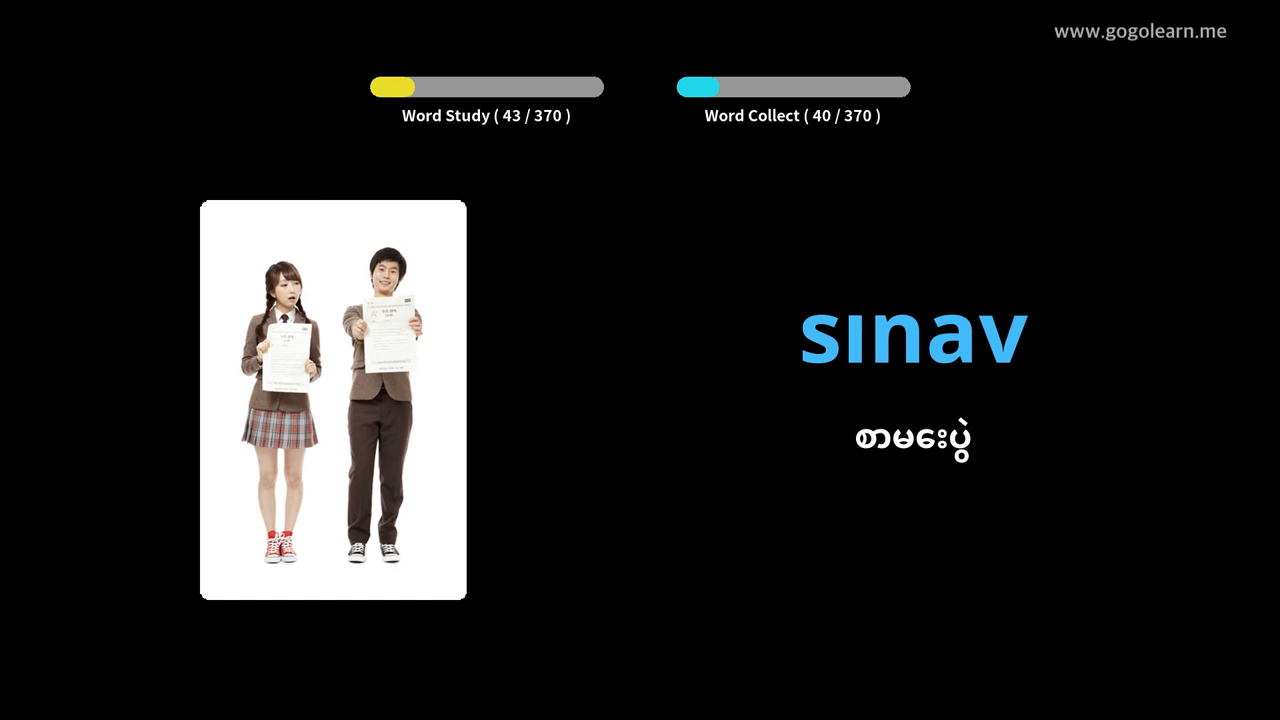 www.gogolearn.me
Word Study ( 43 / 370 )
Word Collect ( 40 / 370 )
sınav
စာမေးပွဲ